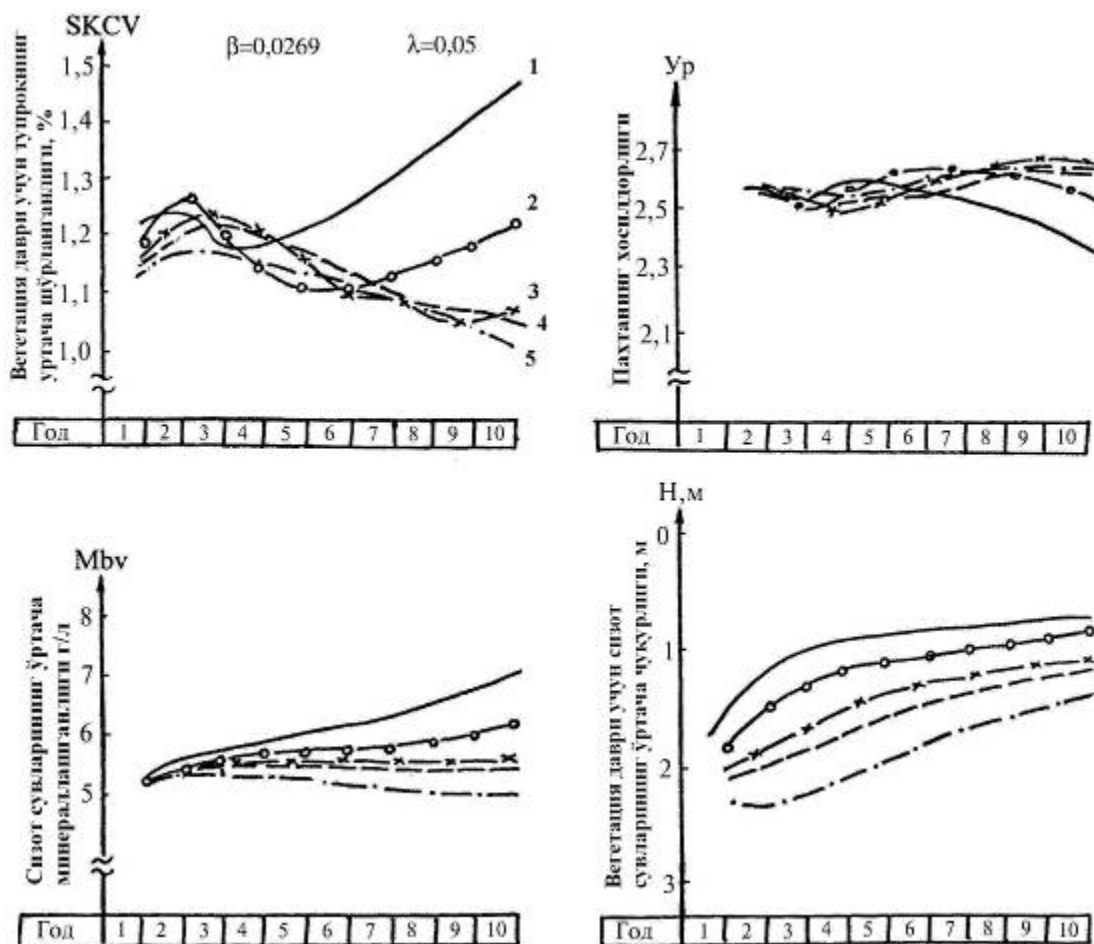 SKCV
β=0,0269 λ=0,05
Вегетация даври учун тупрокнинг
уртача шўрланганлиги, %
1,5
1,4
1,3
1,2
1,1
1,0
1
2
3
4
5
Год 1 2 3 4 5 6 7 8 9 10
Ур
Пахтанинг хосилдорлиги
2,7
2,5
2,3
2,1
Год 1 2 3 4 5 6 7 8 9 10
Mbv
Сизот сувларининг ўртача
минераллашганлиги г/л
8
7
6
5
Год 1 2 3 4 5 6 7 8 9 10
Н,м
Вегетация даври учун сизот
сувларининг ўртача чукурлиги, м
0
1
2
3
Год 1 2 3 4 5 6 7 8 9 10